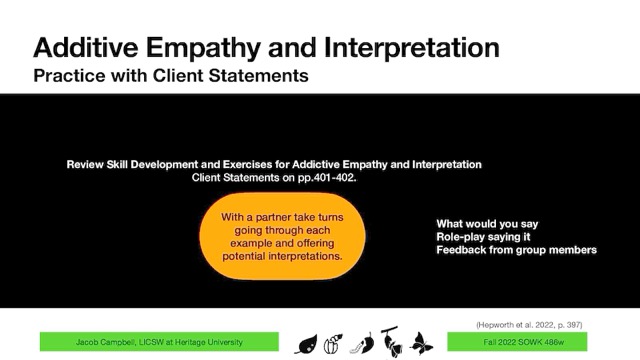 Additive Empathy and Interpretation
Practice with Client Statements
Review Skill Development and Exercises for Addictive Empathy and Interpretation
Client Statements on pp.401-402.
With a partner take turns
going through each
example and offering
potential interpretations.
What would you say
Role-play saying it
Feedback from group members
(Hepworth et al. 2022, p. 397)
Jacob Campbell, LICSW at Heritage University
Fall 2022 SOWK 486w